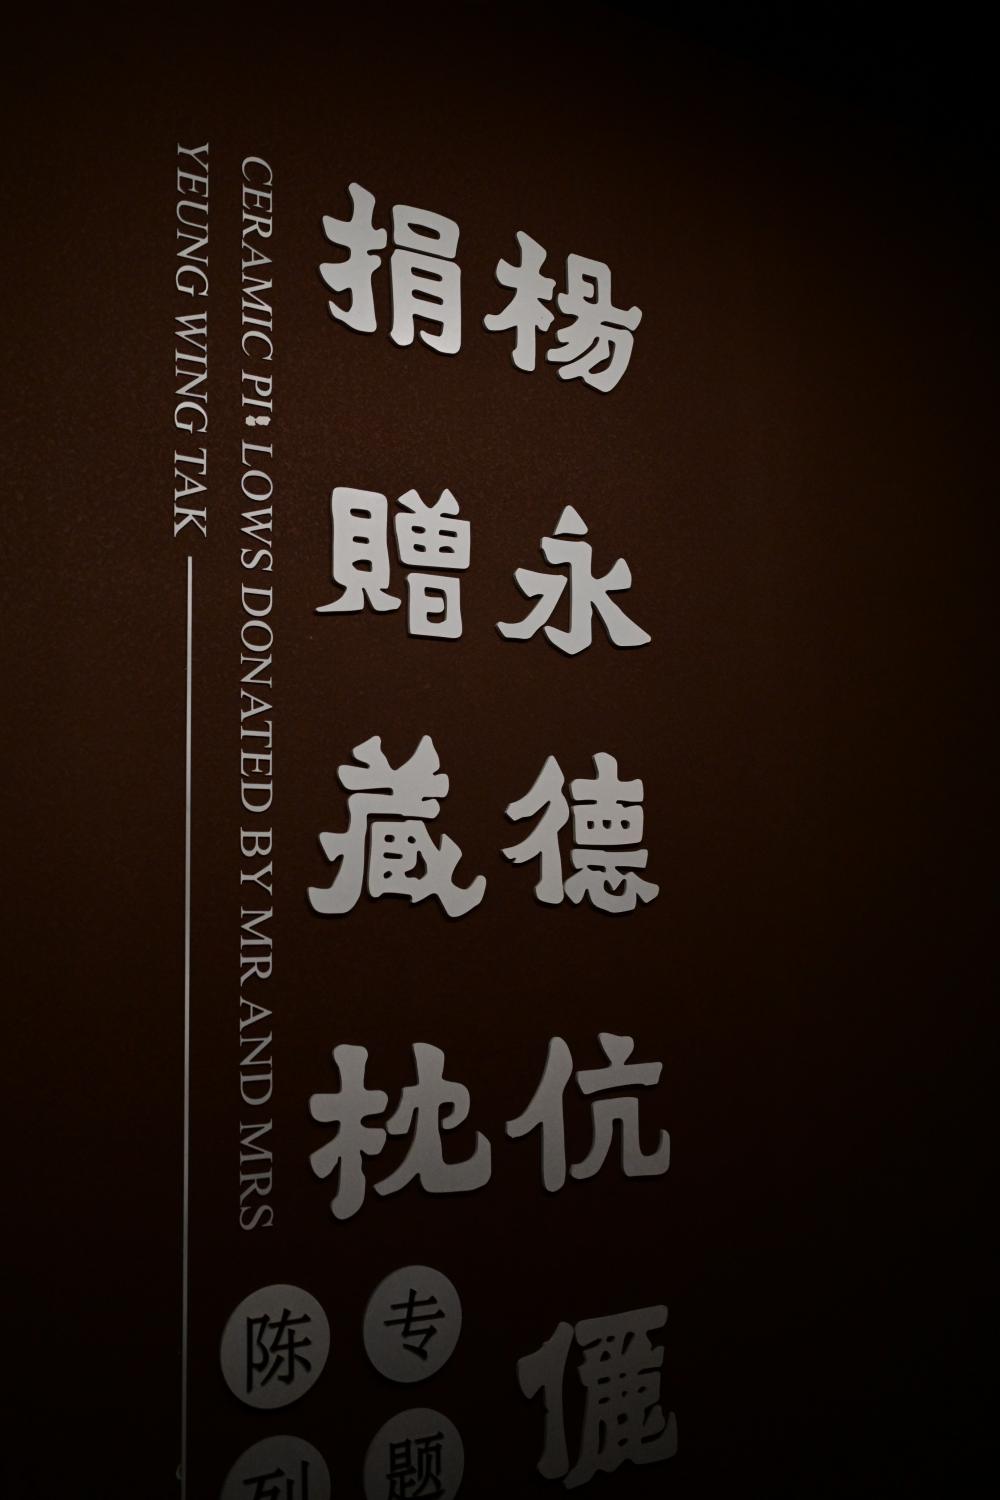 楊永德伉儷
捐贈藏枕
专题
陈列
CERAMIC PILLOWS DONATED BY MR AND MRS
YEUNG WING TAK